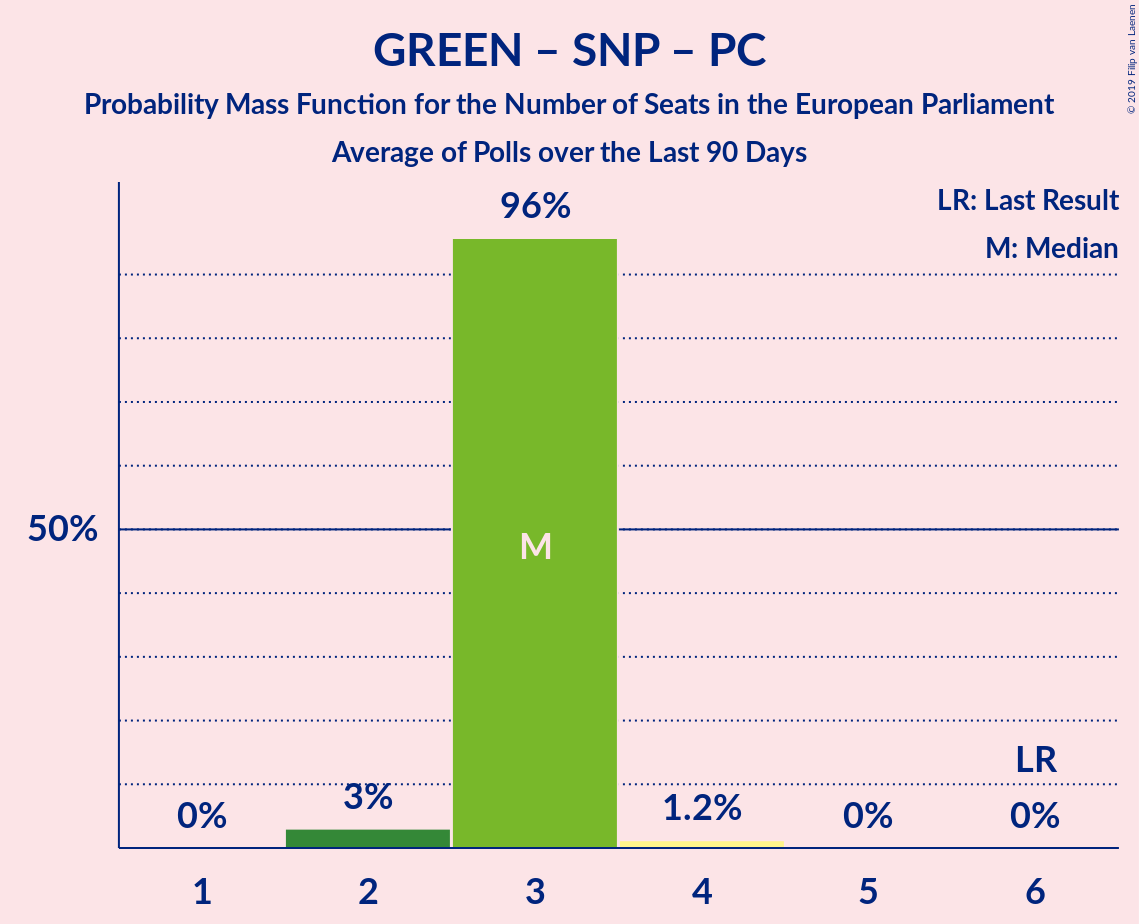 GREEN – SNP – PC
Probability Mass Function for the Number of Seats in the European Parliament
Average of Polls over the Last 90 Days
© 2019 Filip van Laenen
LR: Last Result
M: Median
96%
50%
M
LR
0%
3%
1.2%
0%
0%
1
2
3
4
5
6